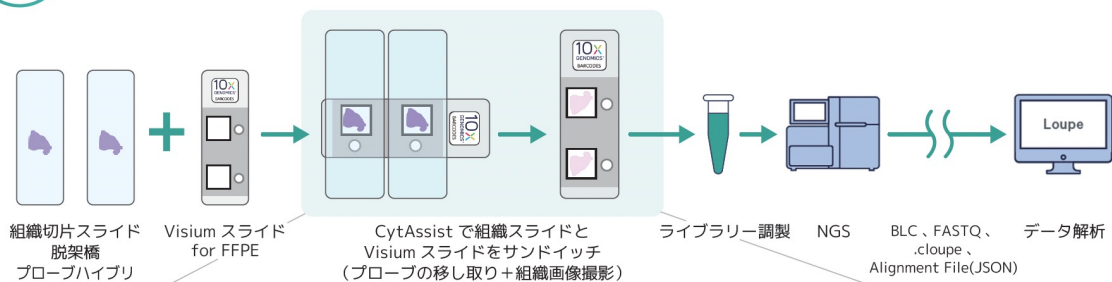 10x
GENOMICS
BARCODES
10x
GENOMICS
BARCODES
10x
GENOMICS
BARCODES
Loupe
組織切片スライド
脱架橋
プローブハイブリ
Visium スライド
for FFPE
CytAssist で組織スライドと
Visium スライドをサンドイッチ
（プローブの移し取り＋組織画像撮影）
ライブラリー調製
NGS
BLC 、FASTQ 、
.cloupe 、
Alignment File(JSON)
データ解析